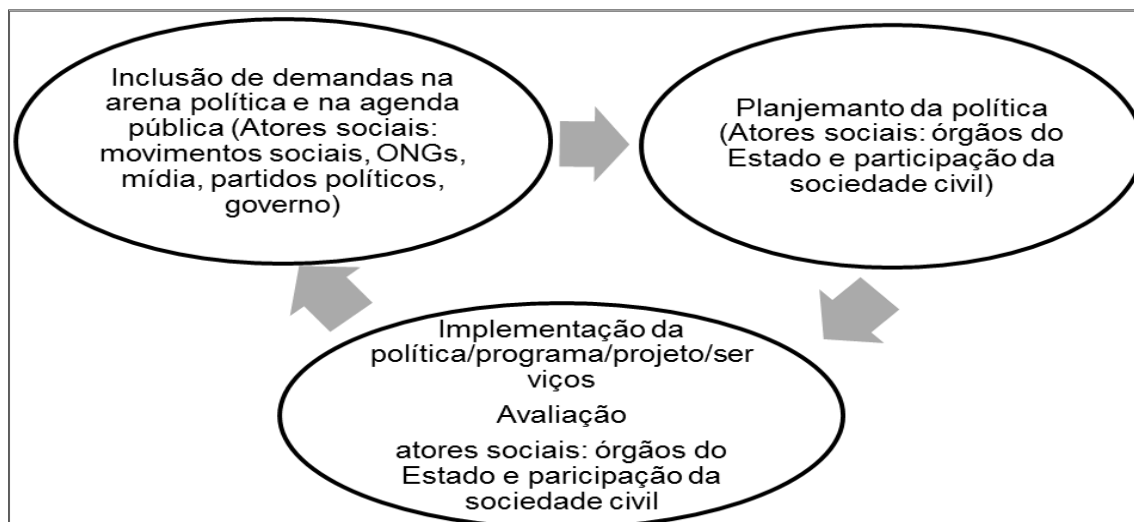 Inclusão de demandas na
arena política e na agenda
pública (Atores sociais:
movimentos sociais, ONGs,
mídia, partidos políticos,
governo)
Planjemanto da política
(Atores sociais: órgãos do
Estado e participação da
sociedade civil)
Implementação da
política/programa/projeto/ser
viços
Avaliação
atores sociais: órgãos do
Estado e paricipação da
sociedade civil